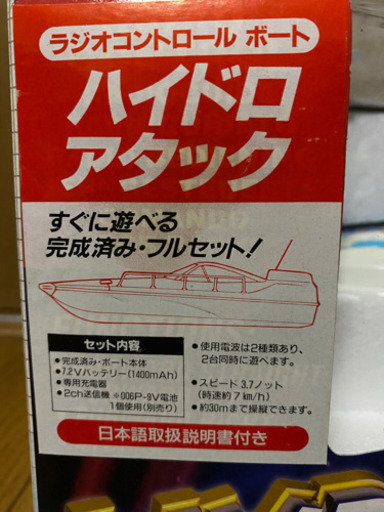 ラジオコントロール ボート
ハイドロ
アタック
すぐに遊べる
完成済み・フルセット!
セット内容
●完成済み・ボート本体
●7.2Vバッテリー(1400mAh)
●専用充電器
●2ch送信機 ※006P-9V電池
1個使用(別売り)
●使用電波は2種類あり、
2台同時に遊べます。
●スピード 3.7ノット
(時速約7km/h)
●約30mまで操縦できます。
日本語取扱説明書付き